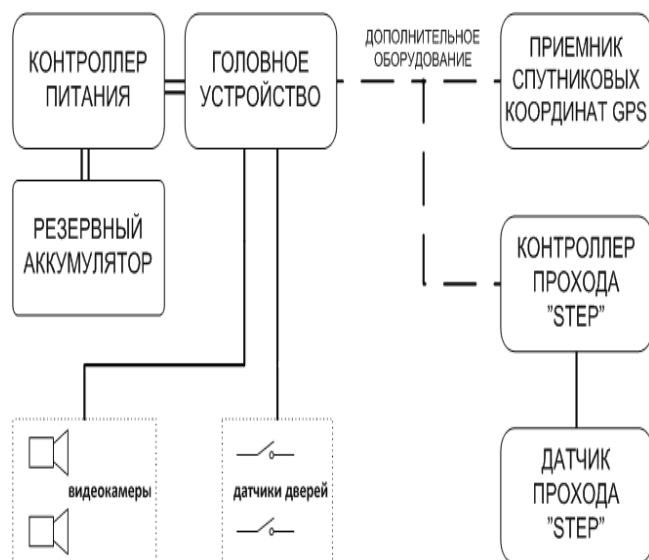 КОНТРОЛЛЕР
ПИТАНИЯ
ГОЛОВНОЕ
УСТРОЙСТВО
ДОПОЛНИТЕЛЬНОЕ
ОБОРУДОВАНИЕ
ПРИЕМНИК
СПУТНИКОВЫХ
КООРДИНАТ GPS
РЕЗЕРВНЫЙ
АККУМУЛЯТОР
КОНТРОЛЛЕР
ПРОХОДА
"STEP"
видеокамеры
датчики дверей
ДАТЧИК
ПРОХОДА
"STEP"